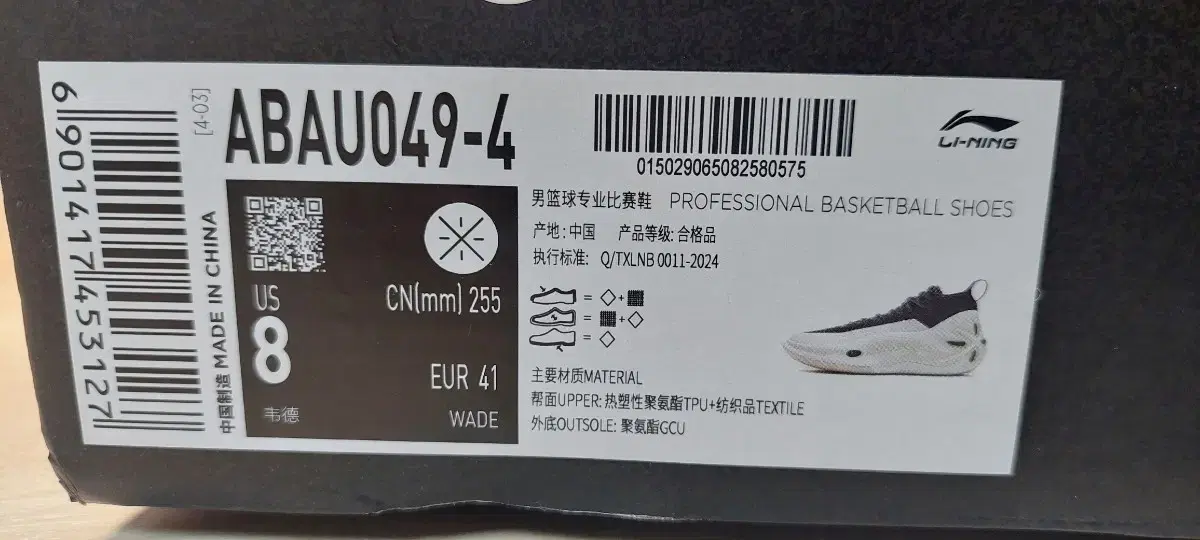 6 901417 453127
[4-03]
中国制造 MADE IN CHINA
ABAU049-4
015029065082580575
LI-NING
US
8
CN(mm) 255
EUR 41
韦德
WADE
男篮球专业比赛鞋 PROFESSIONAL BASKETBALL SHOES
产地:中国 产品等级:合格品
执行标准: Q/TXLNB 0011-2024
主要材质MATERIAL
帮面UPPER: 热塑性聚氨酯TPU+纺织品TEXTILE
外底OUTSOLE: 聚氨酯GCU